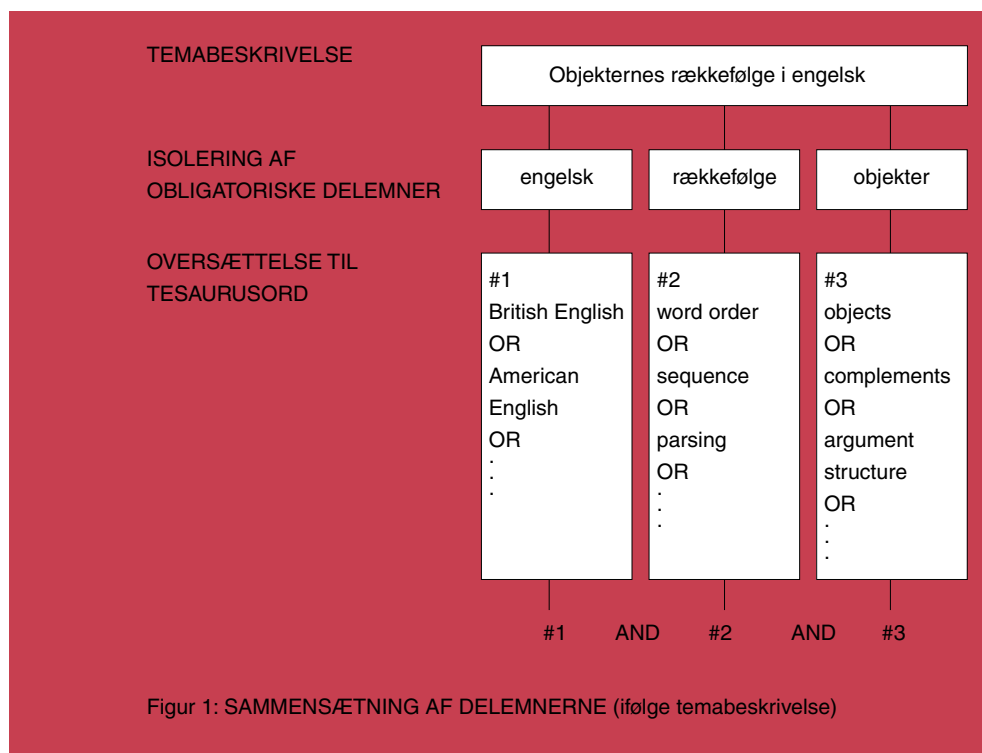 TEMABESKRIVELSE
Objekternes rækkefølge i engelsk
ISOLERING AF
OBLIGATORISKE DELEMNER
engelsk
rækkefølge
objekter
OVERSÆTTELSE TIL
TESAURUSORD
#1
British English
OR
American
English
OR
.
.
.
#2
word order
OR
sequence
OR
parsing
OR
.
.
.
#3
objects
OR
complements
OR
argument
structure
OR
.
.
.
#1 AND #2 AND #3
Figur 1: SAMMENSÆTNING AF DELEMNERNE (ifølge temabeskrivelse)